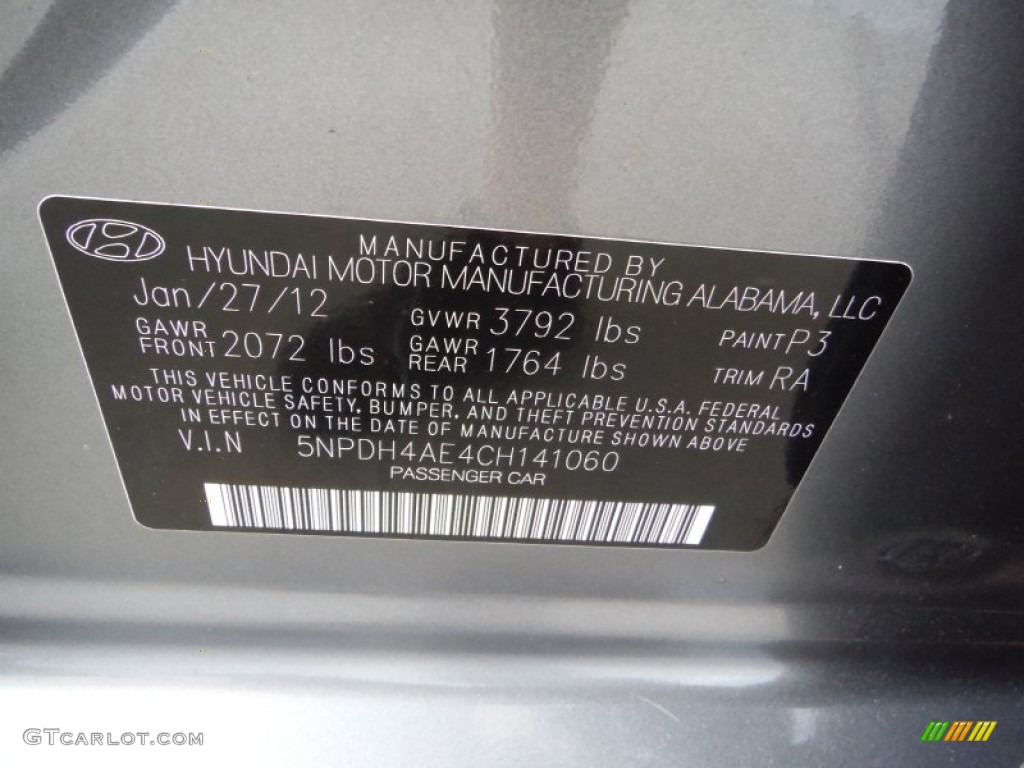 MANUFACTURED BY
HYUNDAI MOTOR MANUFACTURING ALABAMA, LLC
Jan/27/12 GVWR 3792 lbs PAINT P3
GAWR FRONT 2072 lbs GAWR REAR 1764 lbs TRIM RA
THIS VEHICLE CONFORMS TO ALL APPLICABLE U.S.A. FEDERAL
MOTOR VEHICLE SAFETY, BUMPER, AND THEFT PREVENTION STANDARDS
IN EFFECT ON THE DATE OF MANUFACTURE SHOWN ABOVE
V.I.N 5NPDH4AE4CH141060
PASSENGER CAR
GTCARLOT.COM